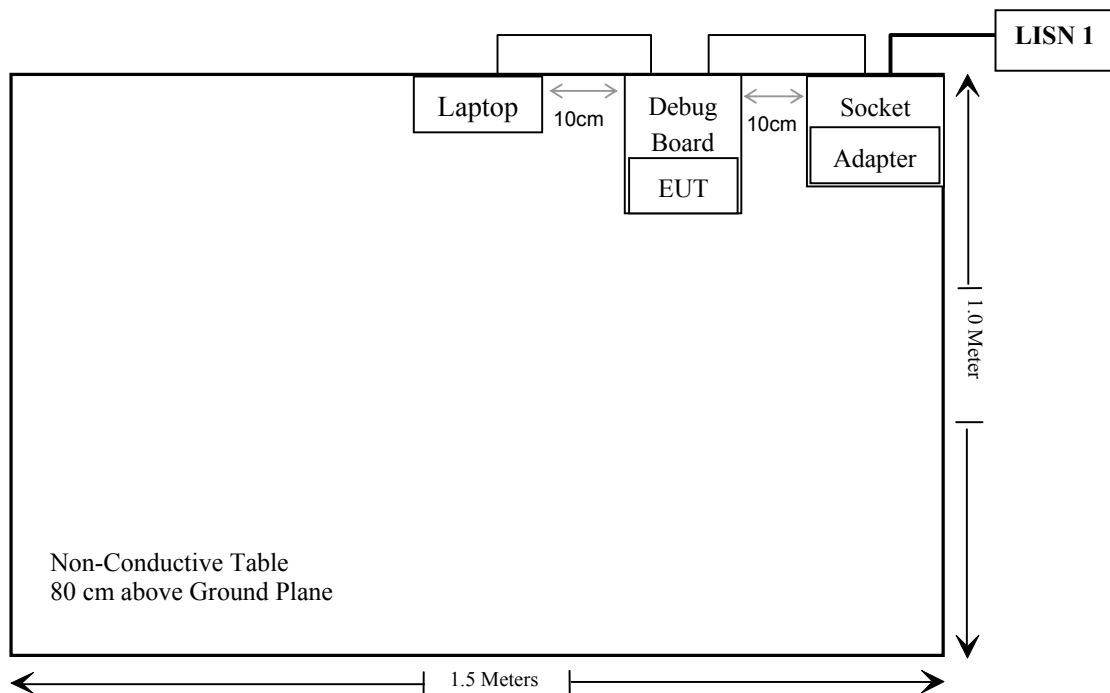 LISN 1
Laptop
10cm
Debug
Board
EUT
10cm
Socket
Adapter
1.0 Meter
Non-Conductive Table
80 cm above Ground Plane
1.5 Meters